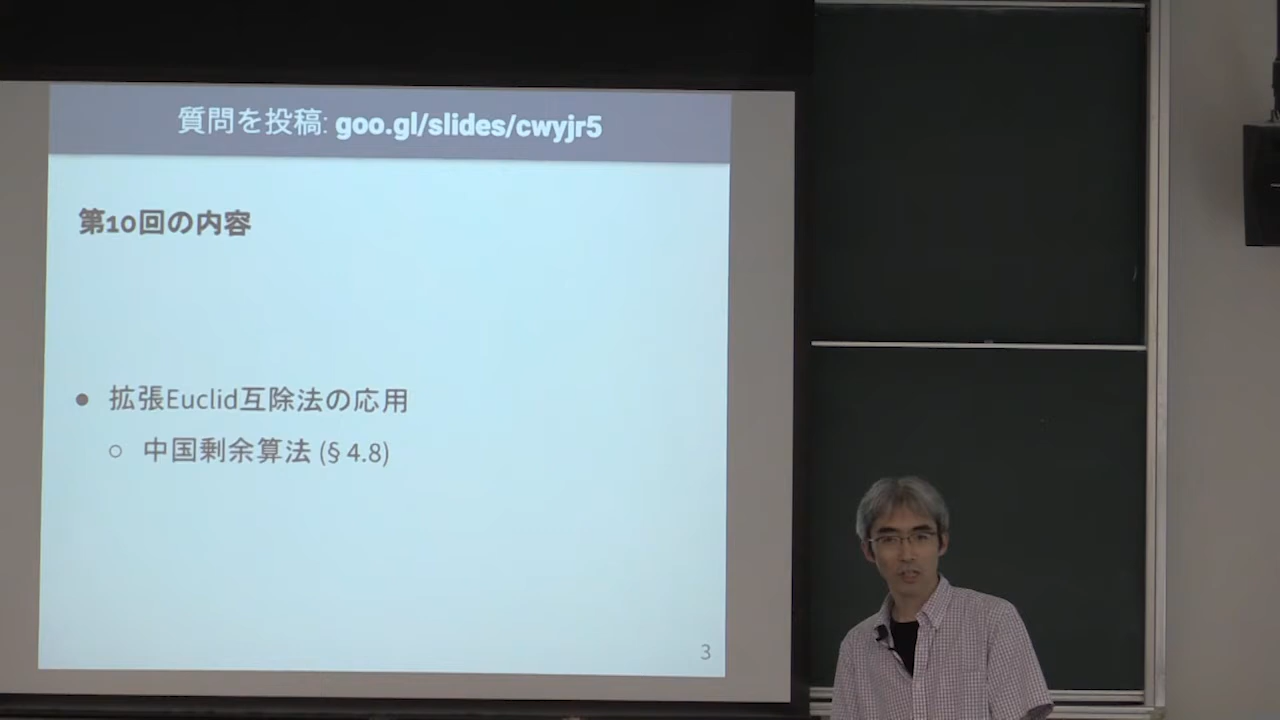 質問を投稿: goo.gl/slides/cwyjr5
第10回の内容
● 拡張Euclid互除法の応用
○ 中国剰余算法 (§ 4.8)
3